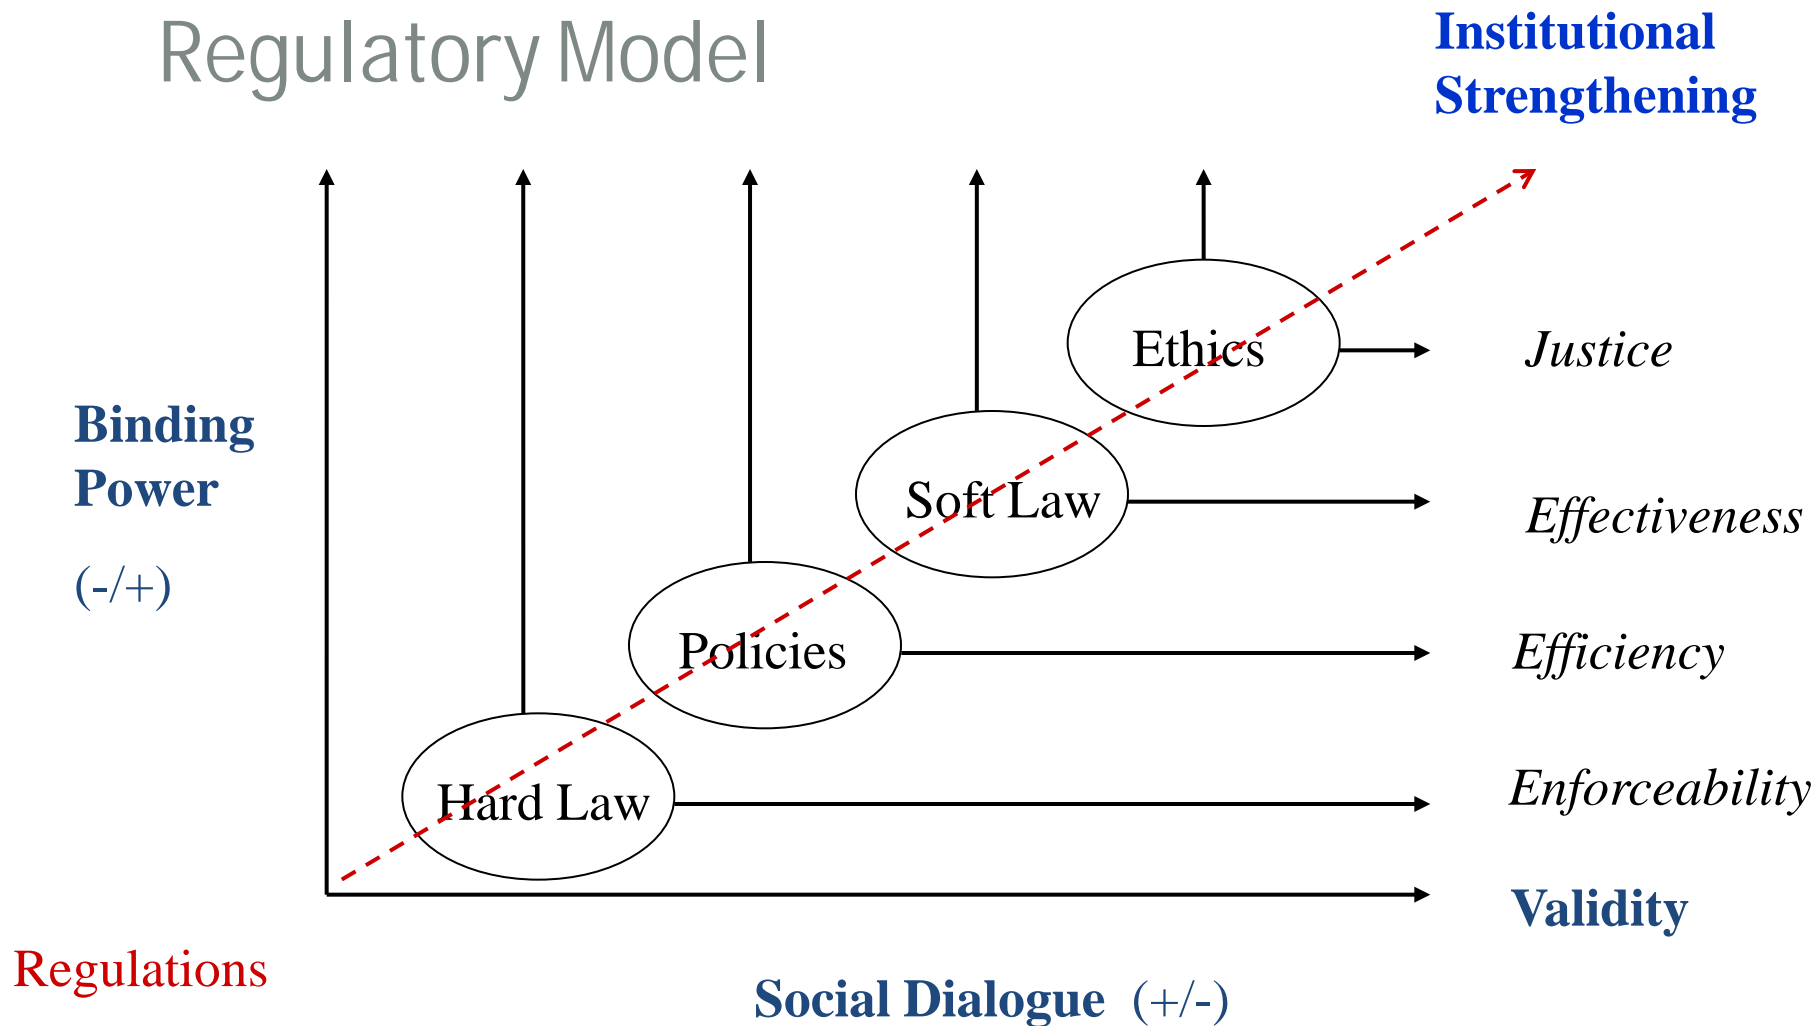 Regulatory Model
Institutional
Strengthening
Ethics
Justice
Binding
Power
(-/+)
Soft Law
Effectiveness
Policies
Efficiency
Hard Law
Enforceability
Validity
Regulations
Social Dialogue (+/-)